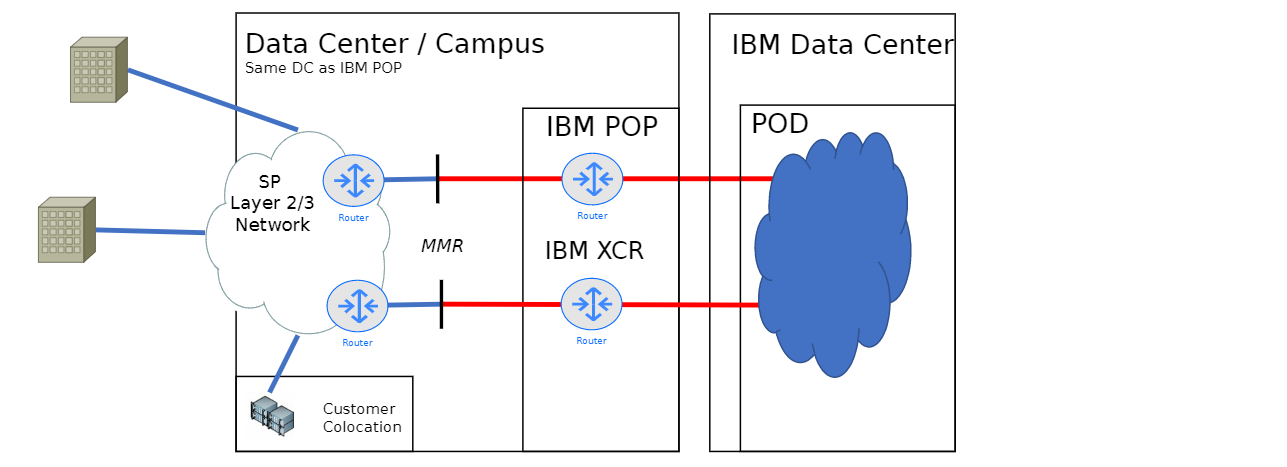 Data Center / Campus
Same DC as IBM POP
IBM Data Center
IBM POP
POD
SP
Layer 2/3
Network
Router
Router
MMR
IBM XCR
Router
Router
Customer
Colocation